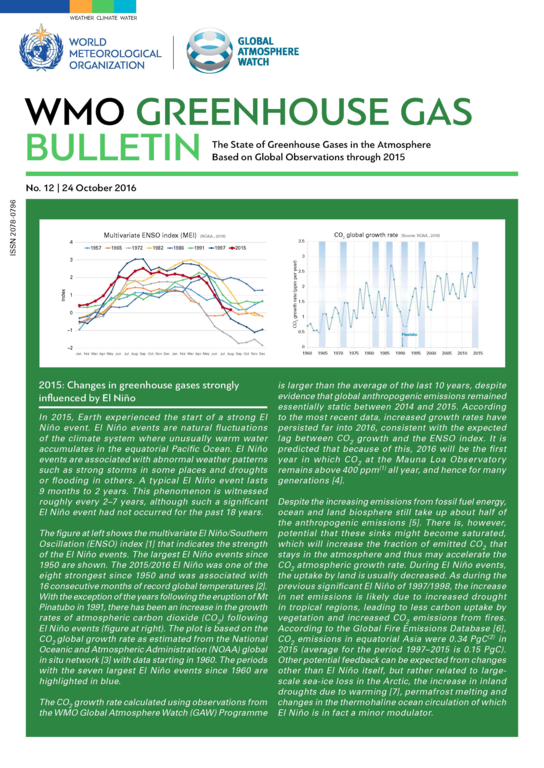 WEATHER CLIMATE WATER
WORLD
METEOROLOGICAL
ORGANIZATION
GLOBAL
ATMOSPHERE
WATCH
WMO GREENHOUSE GAS
BULLETIN
The State of Greenhouse Gases in the Atmosphere
Based on Global Observations through 2015
No. 12 | 24 October 2016
ISSN 2078-0796
Multivariate ENSO index (MEI)
1957 1965 1972 1982 1986 1991 1997 2015
Index
4
3
2
1
0
−1
−2
Jan Feb Mar Apr May Jun Jul Aug Sep Oct Nov Dec Jan Feb Mar Apr May Jun Jul Aug Sep Oct Nov Dec
CO2 global growth rate
CO2 growth rate (ppm per year)
3.5
3
2.5
2
1.5
1
0.5
0
Pinatubo
1960 1965 1970 1975 1980 1985 1990 1995 2000 2005 2010 2015
2015: Changes in greenhouse gases strongly
influenced by El Niño
In 2015, Earth experienced the start of a strong El
Niño event. El Niño events are natural fluctuations
of the climate system where unusually warm water
accumulates in the equatorial Pacific Ocean. El Niño
events are associated with abnormal weather patterns
such as strong storms in some places and droughts
or flooding in others. A typical El Niño event lasts
9 months to 2 years. This phenomenon is witnessed
roughly every 2–7 years, although such a significant
El Niño event had not occurred for the past 18 years.
The figure at left shows the multivariate El Niño/Southern
Oscillation (ENSO) index [1] that indicates the strength
of the El Niño events. The largest El Niño events since
1950 are shown. The 2015/2016 El Niño was one of the
eight strongest since 1950 and was associated with
16 consecutive months of record global temperatures [2].
With the exception of the years following the eruption of Mt
Pinatubo in 1991, there has been an increase in the growth
rates of atmospheric carbon dioxide (CO2) following
El Niño events (figure at right). The plot is based on the
CO2 global growth rate as estimated from the National
Oceanic and Atmospheric Administration (NOAA) global
in situ network [3] with data starting in 1960. The periods
with the seven largest El Niño events since 1960 are
highlighted in blue.
The CO2 growth rate calculated using observations from
the WMO Global Atmosphere Watch (GAW) Programme
is larger than the average of the last 10 years, despite
evidence that global anthropogenic emissions remained
essentially static between 2014 and 2015. According
to the most recent data, increased growth rates have
persisted far into 2016, consistent with the expected
lag between CO2 growth and the ENSO index. It is
predicted that because of this, 2016 will be the first
year in which CO2 at the Mauna Loa Observatory
remains above 400 ppm(1) all year, and hence for many
generations [4].
Despite the increasing emissions from fossil fuel energy,
ocean and land biosphere still take up about half of
the anthropogenic emissions [5]. There is, however,
potential that these sinks might become saturated,
which will increase the fraction of emitted CO2 that
stays in the atmosphere and thus may accelerate the
CO2 atmospheric growth rate. During El Niño events,
the uptake by land is usually decreased. As during the
previous significant El Niño of 1997/1998, the increase
in net emissions is likely due to increased drought
in tropical regions, leading to less carbon uptake by
vegetation and increased CO2 emissions from fires.
According to the Global Fire Emissions Database [6],
CO2 emissions in equatorial Asia were 0.34 PgC(2) in
2015 (average for the period 1997–2015 is 0.15 PgC).
Other potential feedback can be expected from changes
other than El Niño itself, but rather related to large-
scale sea-ice loss in the Arctic, the increase in inland
droughts due to warming [7], permafrost melting and
changes in the thermohaline ocean circulation of which
El Niño is in fact a minor modulator.